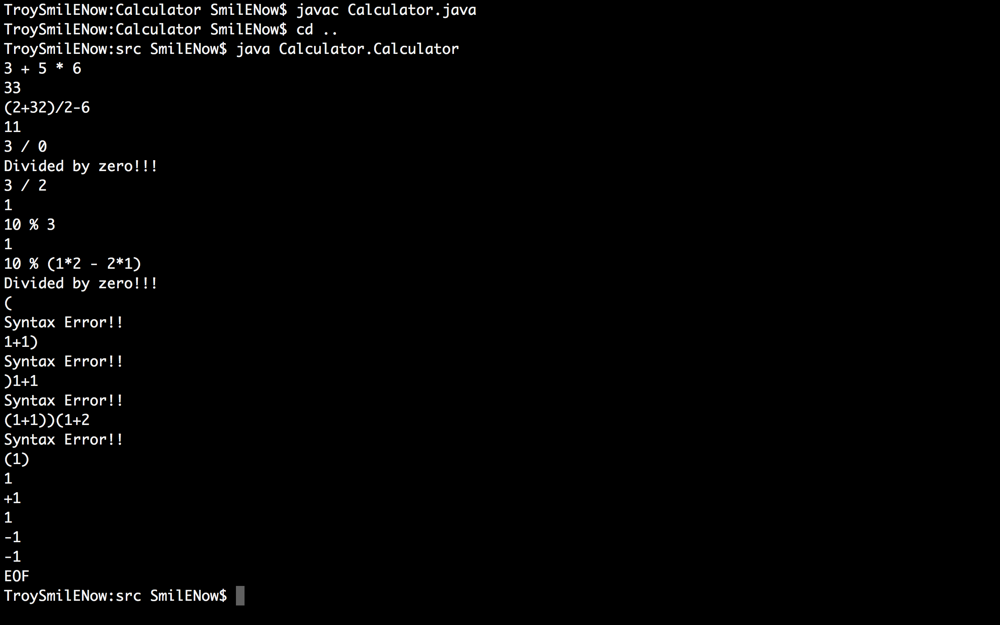 TroySmilENow:Calculator SmilENow$ javac Calculator.java
TroySmilENow:Calculator SmilENow$ cd ..
TroySmilENow:src SmilENow$ java Calculator.Calculator
3 + 5 * 6
33
(2+32)/2-6
11
3 / 0
Divided by zero!!!
3 / 2
1
10 % 3
1
10 % (1*2 - 2*1)
Divided by zero!!!
(
Syntax Error!!
1+1)
Syntax Error!!
)1+1
Syntax Error!!
(1+1))(1+2
Syntax Error!!
(1)
1
+1
1
-1
-1
EOF
TroySmilENow:src SmilENow$